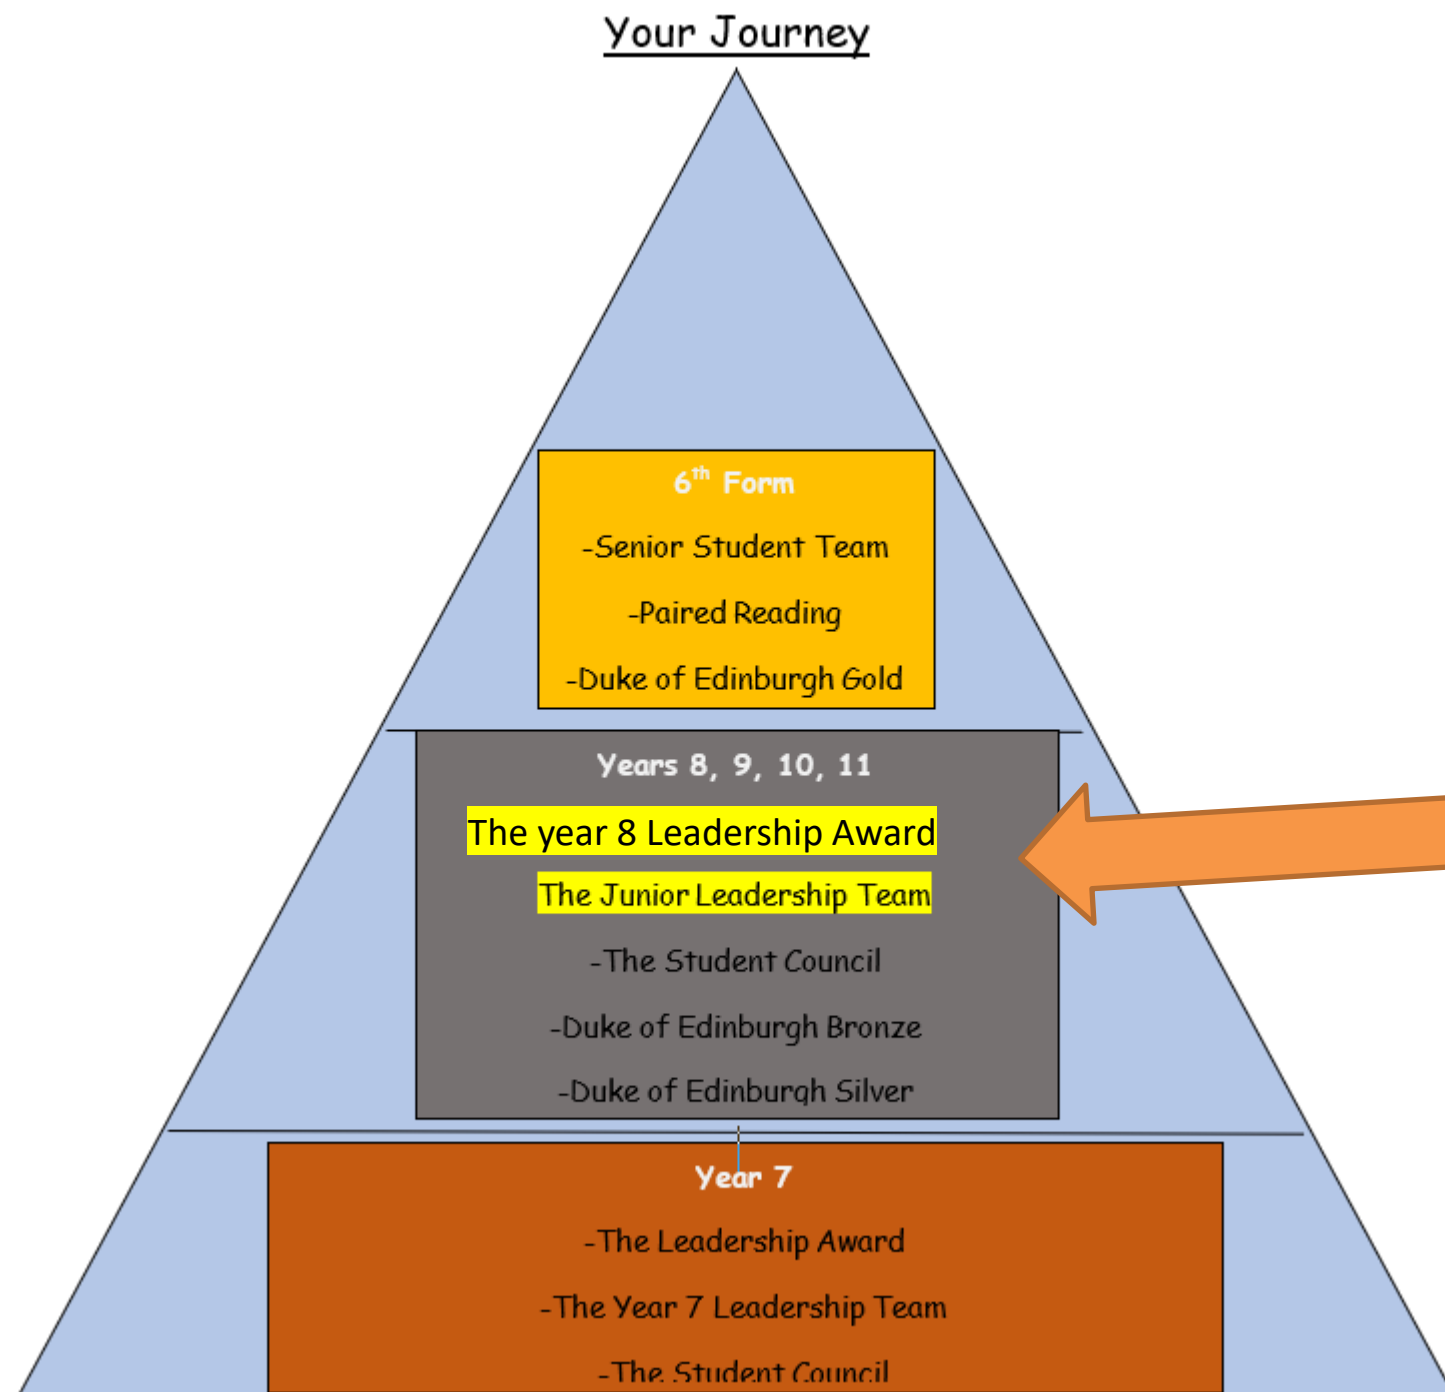 Your Journey
6th Form
-Senior Student Team
-Paired Reading
-Duke of Edinburgh Gold
Years 8, 9, 10, 11
The year 8 Leadership Award
The Junior Leadership Team
-The Student Council
-Duke of Edinburgh Bronze
-Duke of Edinburgh Silver
Year 7
-The Leadership Award
-The Year 7 Leadership Team
-The Student Council